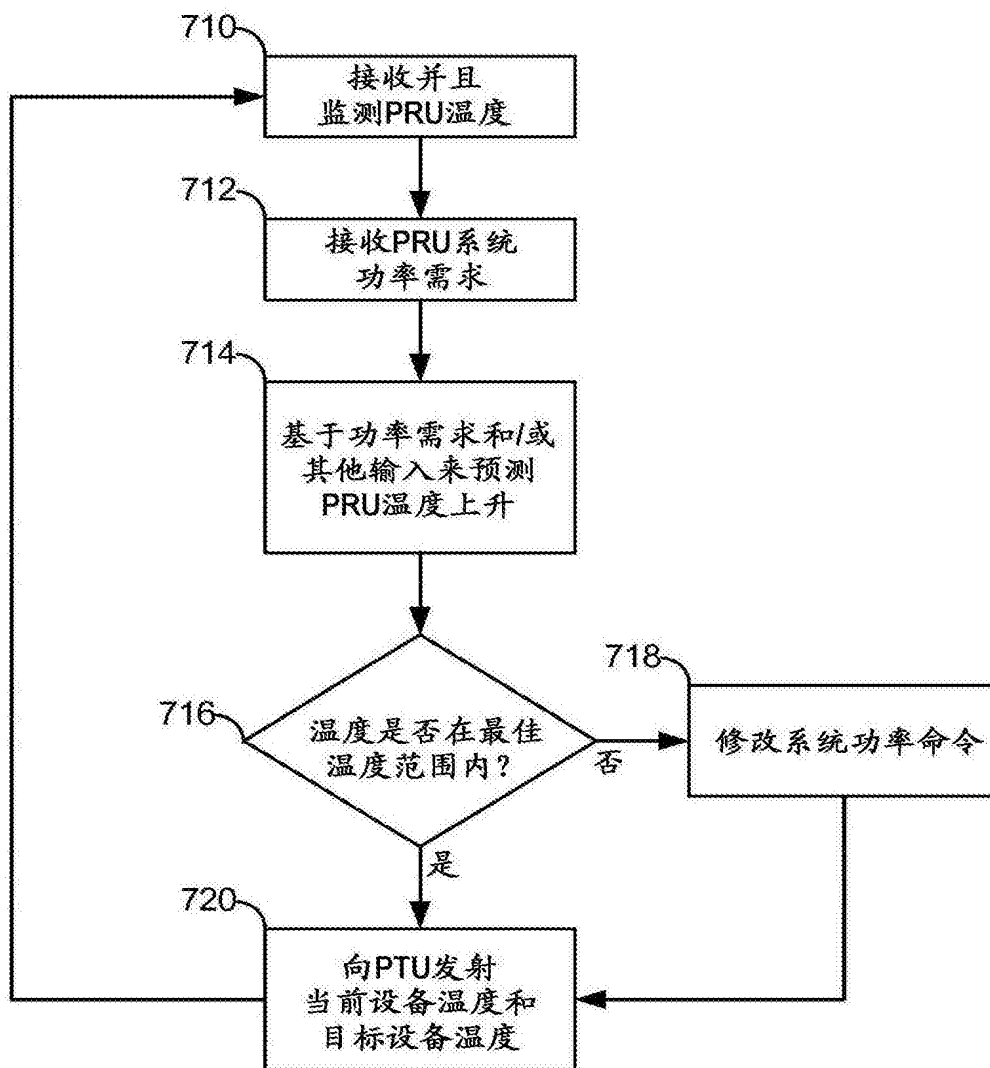 710
接收并且
监测PRU温度
712
接收PRU系统
功率需求
714
基于功率需求和/或
其他输入来预测
PRU温度上升
716
温度是否在最佳
温度范围内?
否
718
修改系统功率命令
是
720
向PTU发射
当前设备温度和
目标设备温度